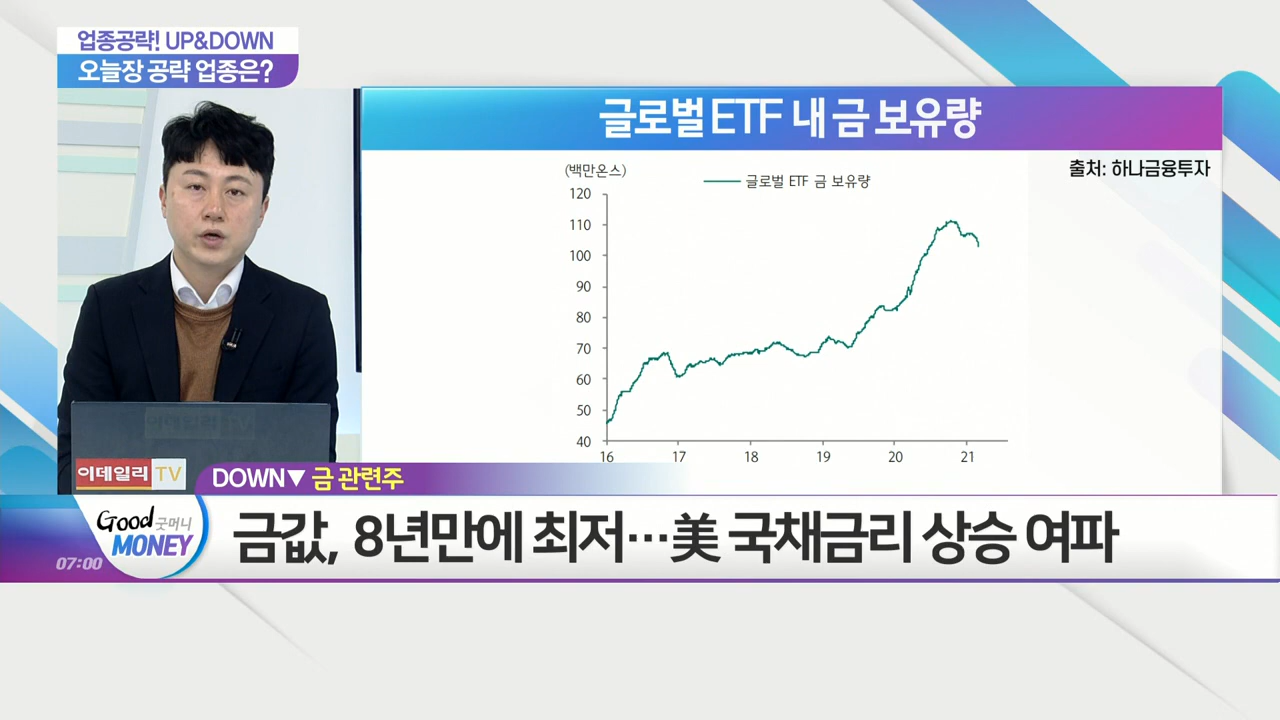 업종공략! UP&DOWN
오늘장 공략 업종은?
글로벌 ETF 내 금 보유량
출처: 하나금융투자
(백만온스)
글로벌 ETF 금 보유량
120
110
100
90
80
70
60
50
40
16 17 18 19 20 21
이데일리 TV
DOWN▼ 금 관련주
Good 굿머니
MONEY
07:00
금값, 8년만에 최저…美 국채금리 상승 여파